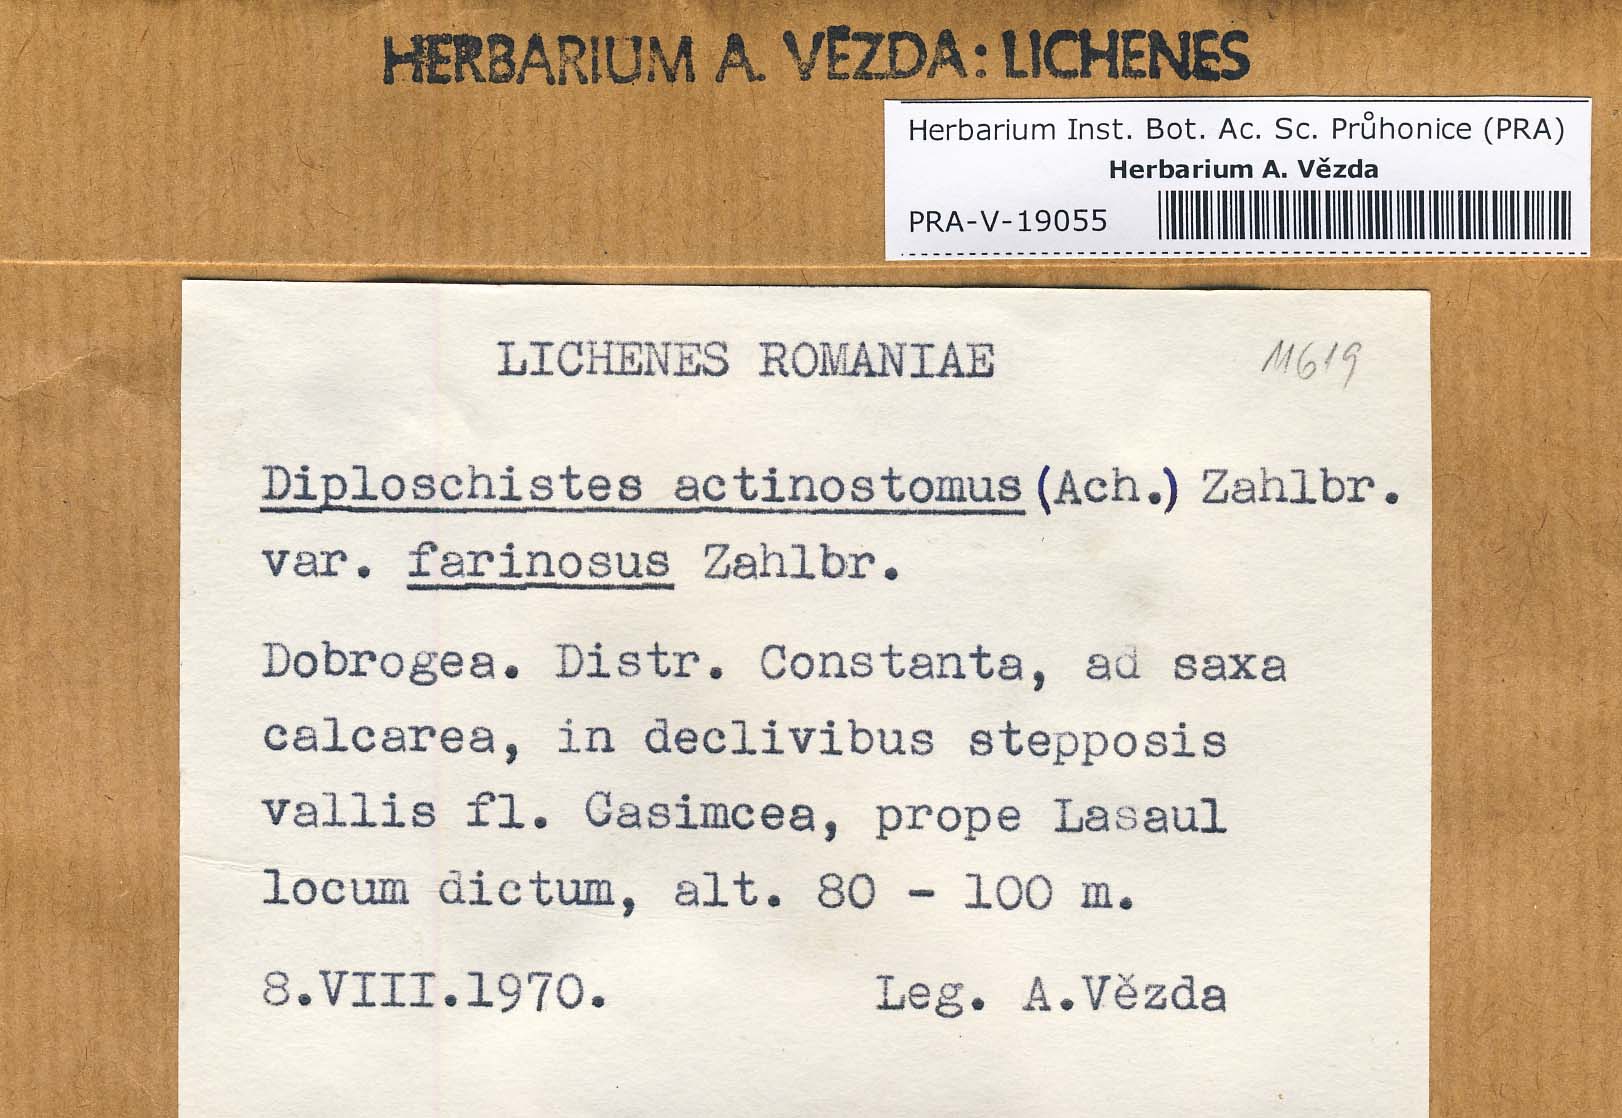 HERBARIUM A. VĚZDA: LICHENES
Herbarium Inst. Bot. Ac. Sc. Průhonice (PRA)
Herbarium A. Vězda
PRA-V-19055
LICHENES ROMANIAE
11619
Diploschistes actinostomus (Ach.) Zahlbr.
var. farinosus Zahlbr.
Dobrogea. Distr. Constanta, ad saxa
calcarea, in declivibus stepposis
vallis fl. Casimcea, prope Lasaul
locum dictum, alt. 80 - 100 m.
8.VIII.1970. Leg. A.Vězda